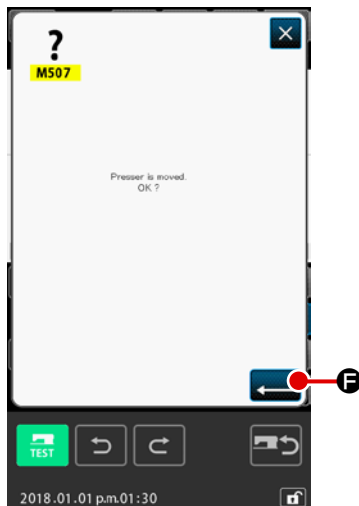 ?
M507
Presser is moved.
OK ?
F
TEST
2018.01.01 p.m.01:30